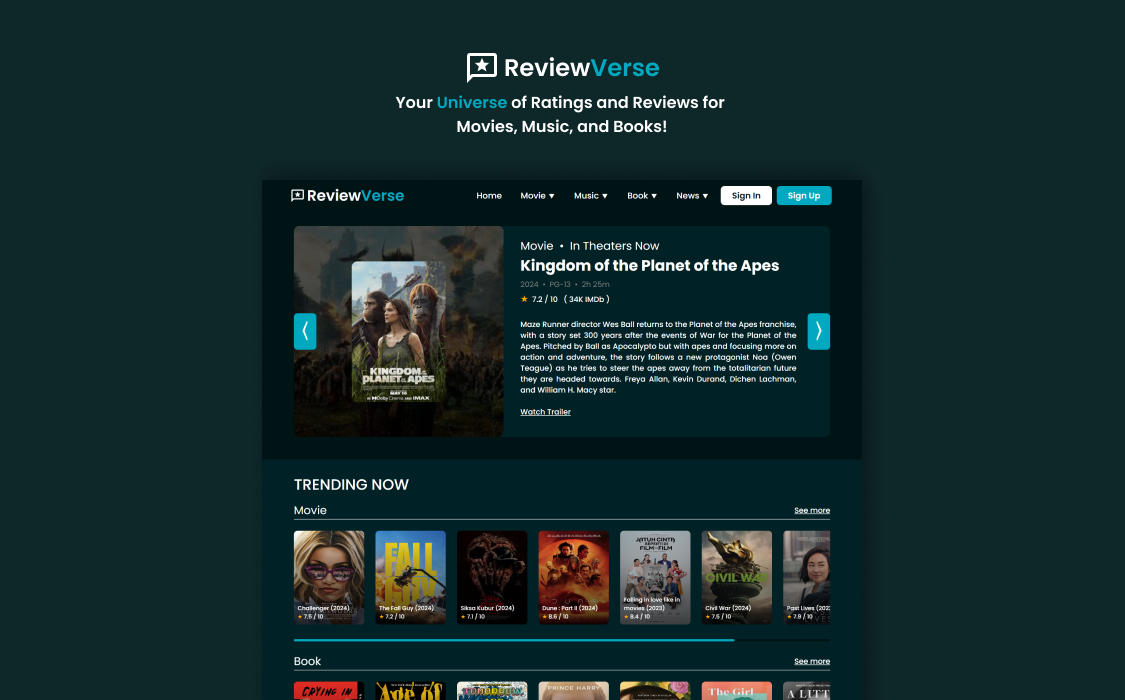 ReviewVerse
Your Universe of Ratings and Reviews for
Movies, Music, and Books!
ReviewVerse
Home
Movie ▼
Music ▼
Book ▼
News ▼
Sign In
Sign Up
Movie • In Theaters Now
Kingdom of the Planet of the Apes
2024 • PG-13 • 2h 25m
★ 7.2 / 10 ( 34K IMDb )
Maze Runner director Wes Ball returns to the Planet of the Apes franchise,
with a story set 300 years after the events of War for the Planet of the
Apes. Pitched by Ball as Apocalypto but with apes and focusing more on
action and adventure, the story follows a new protagonist Noa (Owen
Teague) as he tries to steer the apes away from the totalitarian future
they are headed towards. Freya Allan, Kevin Durand, Dichen Lachman,
and William H. Macy star.
Watch Trailer
KINGDOM OF THE
PLANET OF THE APES
TRENDING NOW
Movie
See more
Challenger (2024)
★ 7.5 / 10
FALL
GUY
The Fall Guy (2024)
★ 7.2 / 10
Siksa Kubur (2024)
★ 7.1 / 10
Dune : Part II (2024)
★ 8.6 / 10
JATUH CINTA
SEPERTI DI
FILM-FILM
Falling in love like in
movies (2023)
★ 8.4 / 10
CIVIL WAR
Civil War (2024)
★ 7.5 / 10
Past Lives (202
★ 7.9 / 10
Book
See more
CRYING IN
PRINCE HARRY
The Girl
A LITT